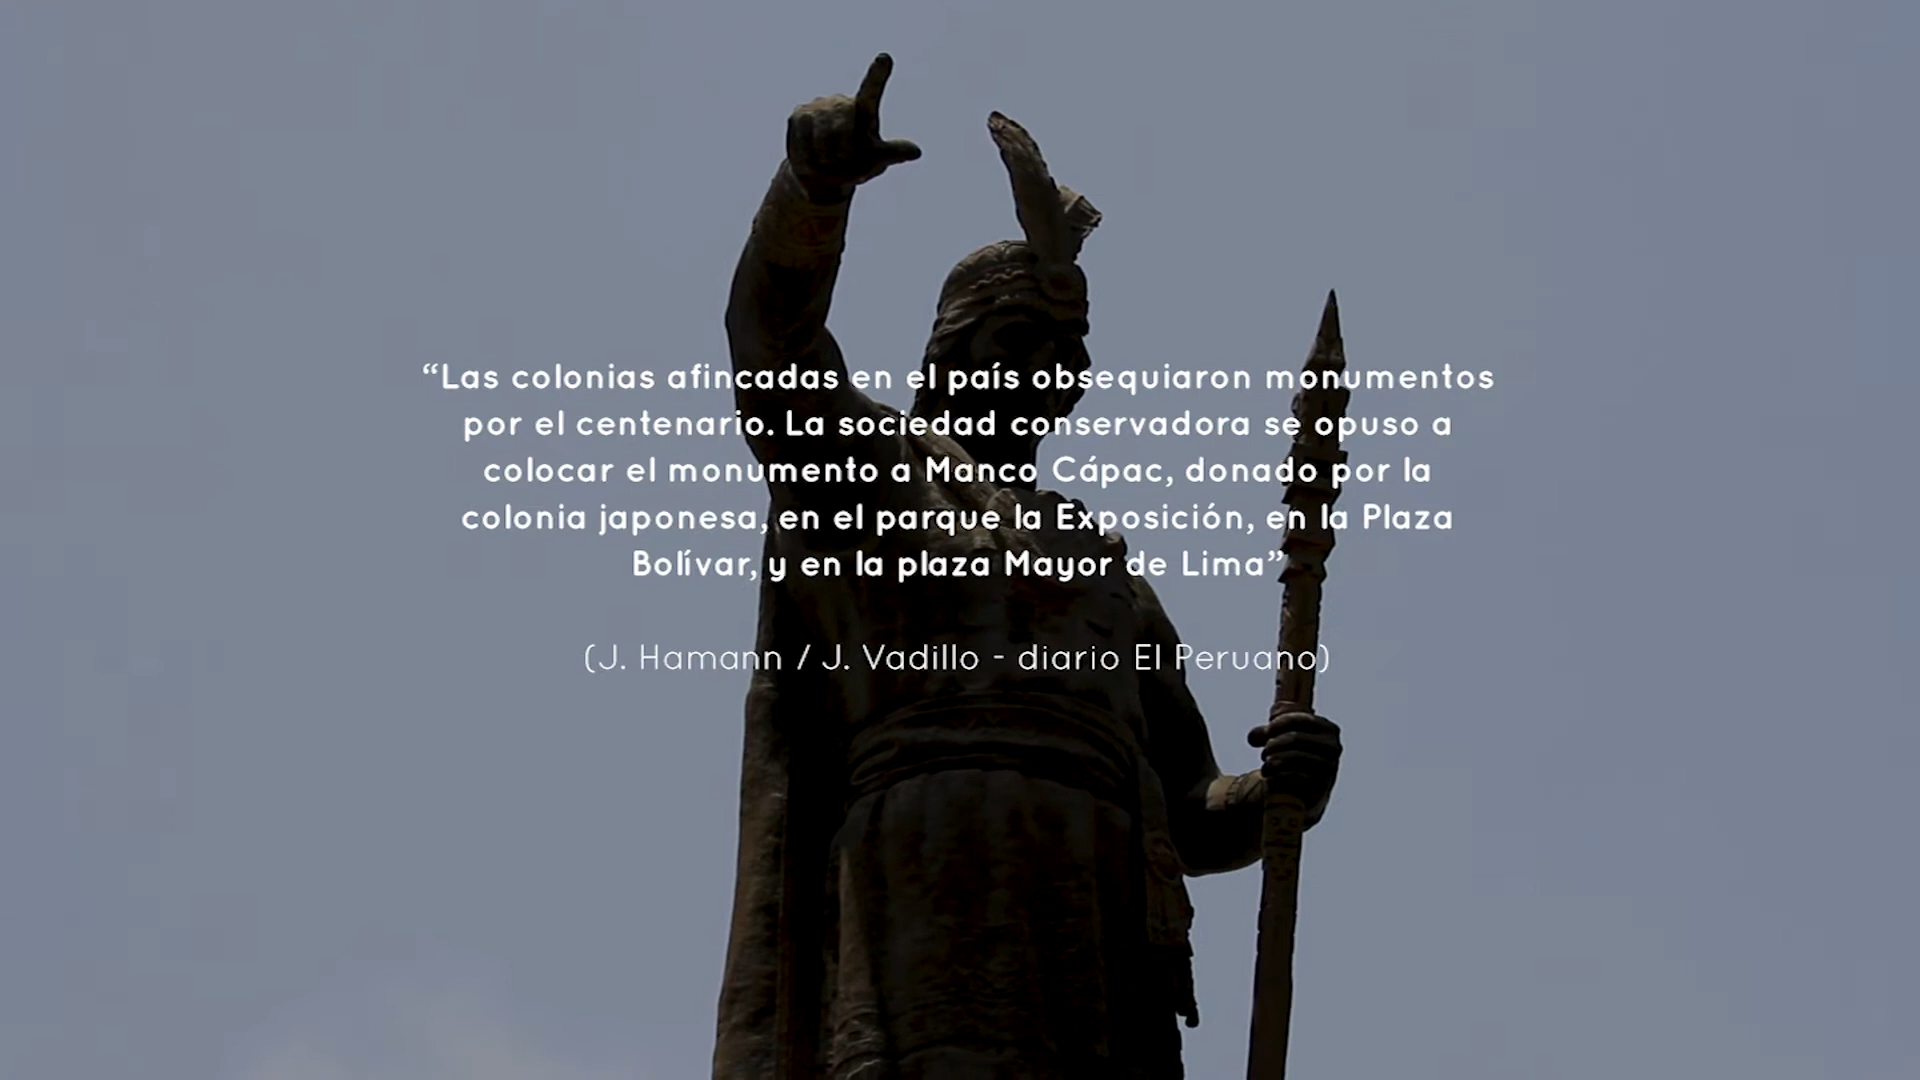 “Las colonias afincadas en el país obsequiaron monumentos
por el centenario. La sociedad conservadora se opuso a
colocar el monumento a Manco Cápac, donado por la
colonia japonesa, en el parque la Exposición, en la Plaza
Bolívar, y en la plaza Mayor de Lima”
(J. Hamann / J. Vadillo - diario El Peruano)